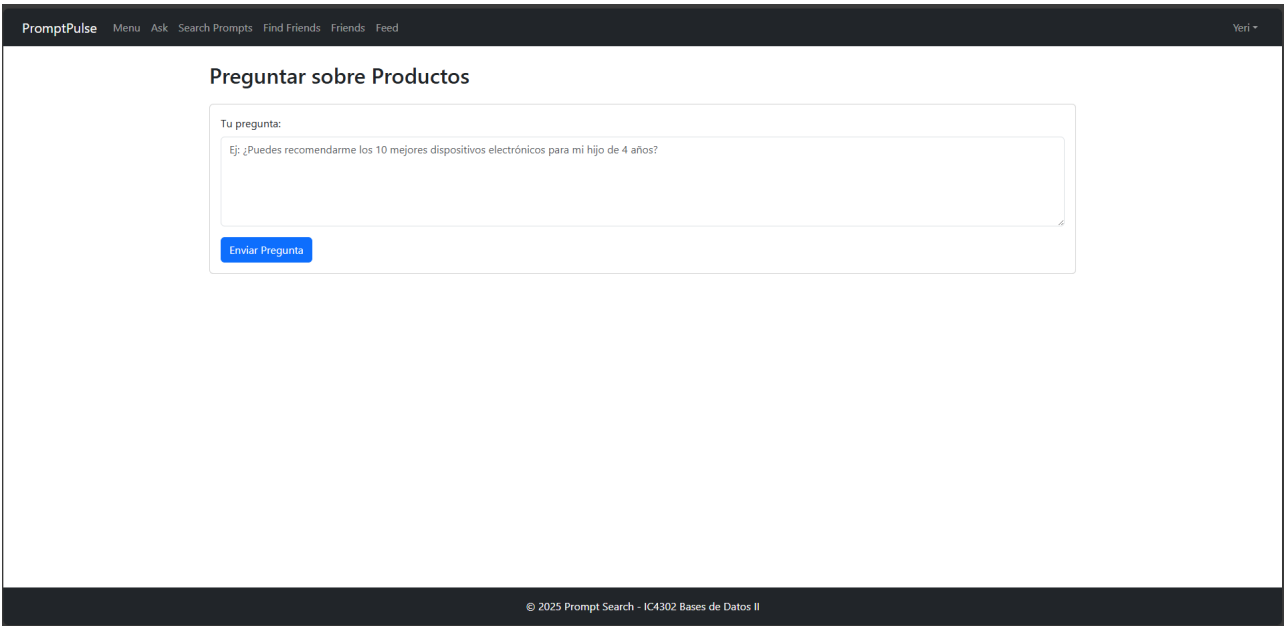 PromptPulse Menu Ask Search Prompts Find Friends Friends Feed Yeri
Preguntar sobre Productos
Tu pregunta:
Ej: ¿Puedes recomendarme los 10 mejores dispositivos electrónicos para mi hijo de 4 años?
Enviar Pregunta
© 2025 Prompt Search - IC4302 Bases de Datos II